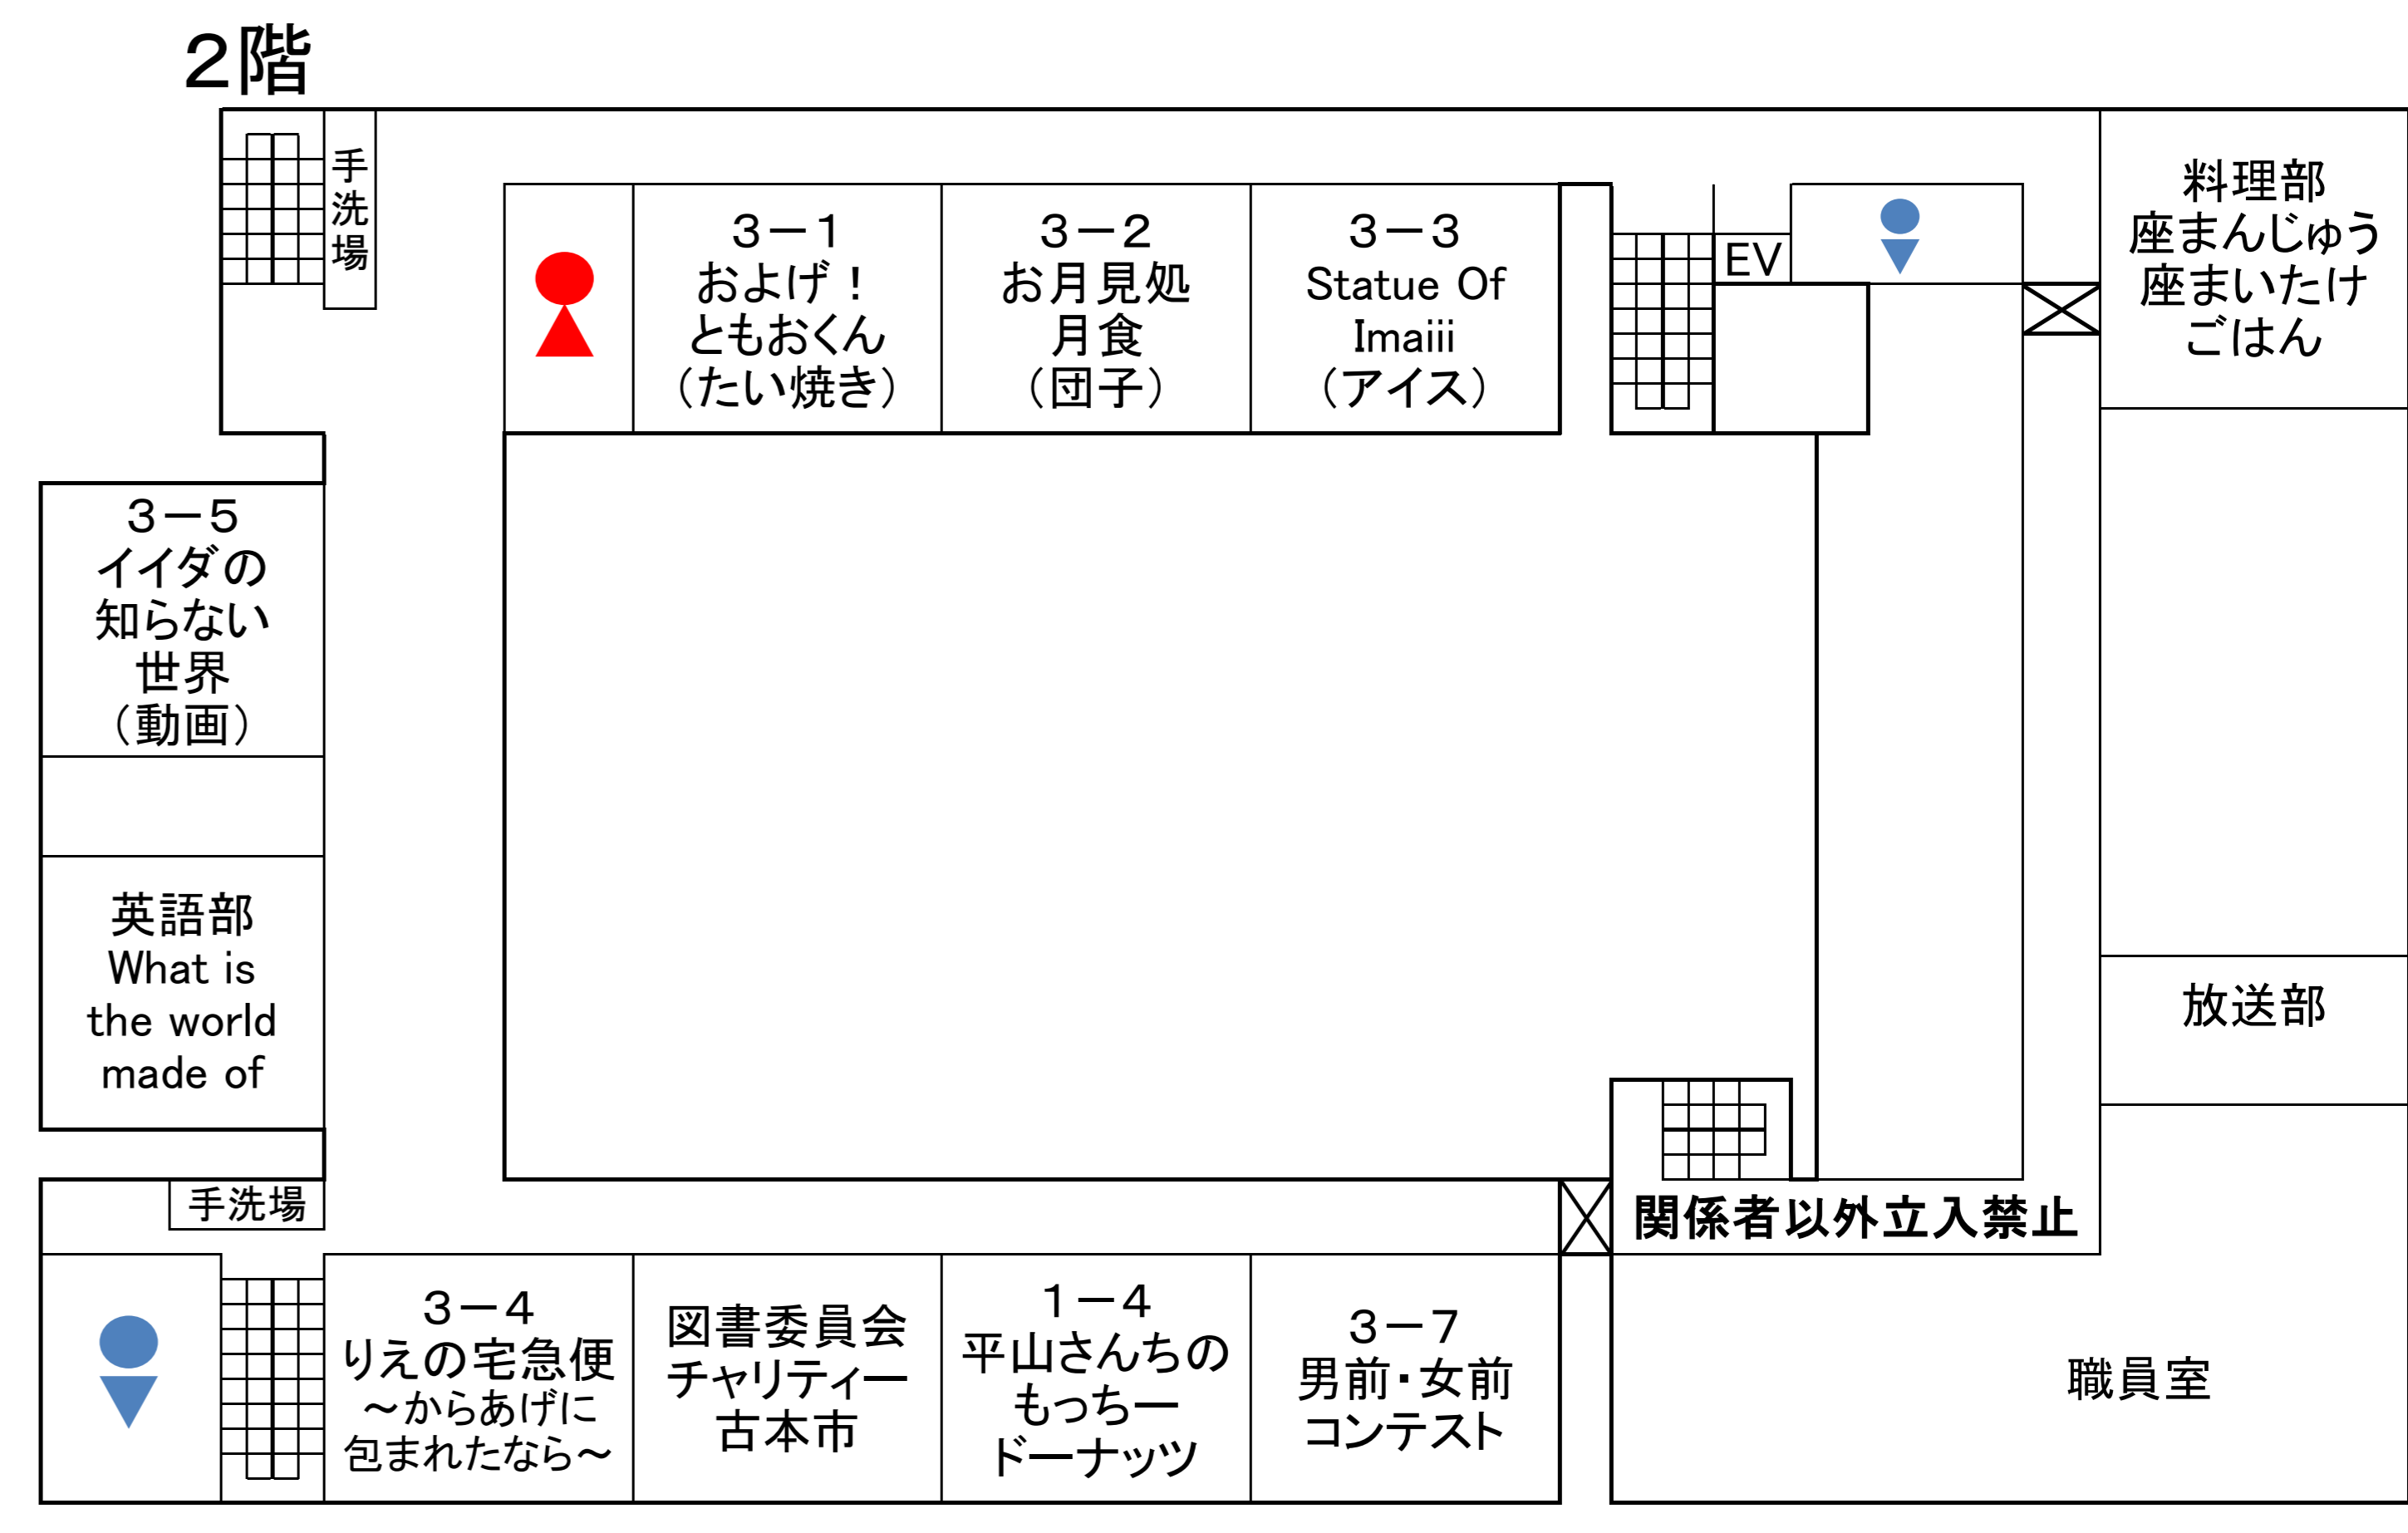 ２階
手洗場
３－１
およげ！
ともおくん
（たい焼き）
３－２
お月見処
月食
（団子）
３－３
Statue Of
Imaiii
（アイス）
EV
料理部
座まんじゅう
座まいたけ
ごはん
３－５
イイダの
知らない
世界
（動画）
英語部
What is
the world
made of
放送部
手洗場
関係者以外立入禁止
３－４
りえの宅急便
～からあげに
包まれたなら～
図書委員会
チャリティー
古本市
１－４
平山さんちの
もっちー
ドーナッツ
３－７
男前・女前
コンテスト
職員室